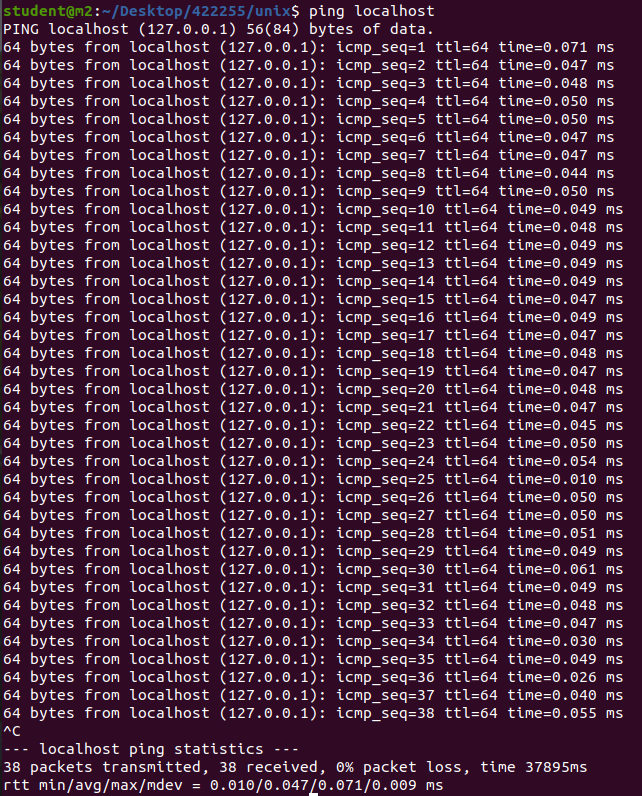 student@m2:~/Desktop/422255/unix$ ping localhost
PING localhost (127.0.0.1) 56(84) bytes of data.
64 bytes from localhost (127.0.0.1): icmp_seq=1 ttl=64 time=0.071 ms
64 bytes from localhost (127.0.0.1): icmp_seq=2 ttl=64 time=0.047 ms
64 bytes from localhost (127.0.0.1): icmp_seq=3 ttl=64 time=0.048 ms
64 bytes from localhost (127.0.0.1): icmp_seq=4 ttl=64 time=0.050 ms
64 bytes from localhost (127.0.0.1): icmp_seq=5 ttl=64 time=0.050 ms
64 bytes from localhost (127.0.0.1): icmp_seq=6 ttl=64 time=0.047 ms
64 bytes from localhost (127.0.0.1): icmp_seq=7 ttl=64 time=0.047 ms
64 bytes from localhost (127.0.0.1): icmp_seq=8 ttl=64 time=0.044 ms
64 bytes from localhost (127.0.0.1): icmp_seq=9 ttl=64 time=0.050 ms
64 bytes from localhost (127.0.0.1): icmp_seq=10 ttl=64 time=0.049 ms
64 bytes from localhost (127.0.0.1): icmp_seq=11 ttl=64 time=0.048 ms
64 bytes from localhost (127.0.0.1): icmp_seq=12 ttl=64 time=0.049 ms
64 bytes from localhost (127.0.0.1): icmp_seq=13 ttl=64 time=0.049 ms
64 bytes from localhost (127.0.0.1): icmp_seq=14 ttl=64 time=0.049 ms
64 bytes from localhost (127.0.0.1): icmp_seq=15 ttl=64 time=0.047 ms
64 bytes from localhost (127.0.0.1): icmp_seq=16 ttl=64 time=0.049 ms
64 bytes from localhost (127.0.0.1): icmp_seq=17 ttl=64 time=0.047 ms
64 bytes from localhost (127.0.0.1): icmp_seq=18 ttl=64 time=0.048 ms
64 bytes from localhost (127.0.0.1): icmp_seq=19 ttl=64 time=0.047 ms
64 bytes from localhost (127.0.0.1): icmp_seq=20 ttl=64 time=0.048 ms
64 bytes from localhost (127.0.0.1): icmp_seq=21 ttl=64 time=0.047 ms
64 bytes from localhost (127.0.0.1): icmp_seq=22 ttl=64 time=0.045 ms
64 bytes from localhost (127.0.0.1): icmp_seq=23 ttl=64 time=0.050 ms
64 bytes from localhost (127.0.0.1): icmp_seq=24 ttl=64 time=0.054 ms
64 bytes from localhost (127.0.0.1): icmp_seq=25 ttl=64 time=0.010 ms
64 bytes from localhost (127.0.0.1): icmp_seq=26 ttl=64 time=0.050 ms
64 bytes from localhost (127.0.0.1): icmp_seq=27 ttl=64 time=0.050 ms
64 bytes from localhost (127.0.0.1): icmp_seq=28 ttl=64 time=0.051 ms
64 bytes from localhost (127.0.0.1): icmp_seq=29 ttl=64 time=0.049 ms
64 bytes from localhost (127.0.0.1): icmp_seq=30 ttl=64 time=0.061 ms
64 bytes from localhost (127.0.0.1): icmp_seq=31 ttl=64 time=0.049 ms
64 bytes from localhost (127.0.0.1): icmp_seq=32 ttl=64 time=0.048 ms
64 bytes from localhost (127.0.0.1): icmp_seq=33 ttl=64 time=0.047 ms
64 bytes from localhost (127.0.0.1): icmp_seq=34 ttl=64 time=0.030 ms
64 bytes from localhost (127.0.0.1): icmp_seq=35 ttl=64 time=0.049 ms
64 bytes from localhost (127.0.0.1): icmp_seq=36 ttl=64 time=0.026 ms
64 bytes from localhost (127.0.0.1): icmp_seq=37 ttl=64 time=0.040 ms
64 bytes from localhost (127.0.0.1): icmp_seq=38 ttl=64 time=0.055 ms
^C
--- localhost ping statistics ---
38 packets transmitted, 38 received, 0% packet loss, time 37895ms
rtt min/avg/max/mdev = 0.010/0.047/0.071/0.009 ms